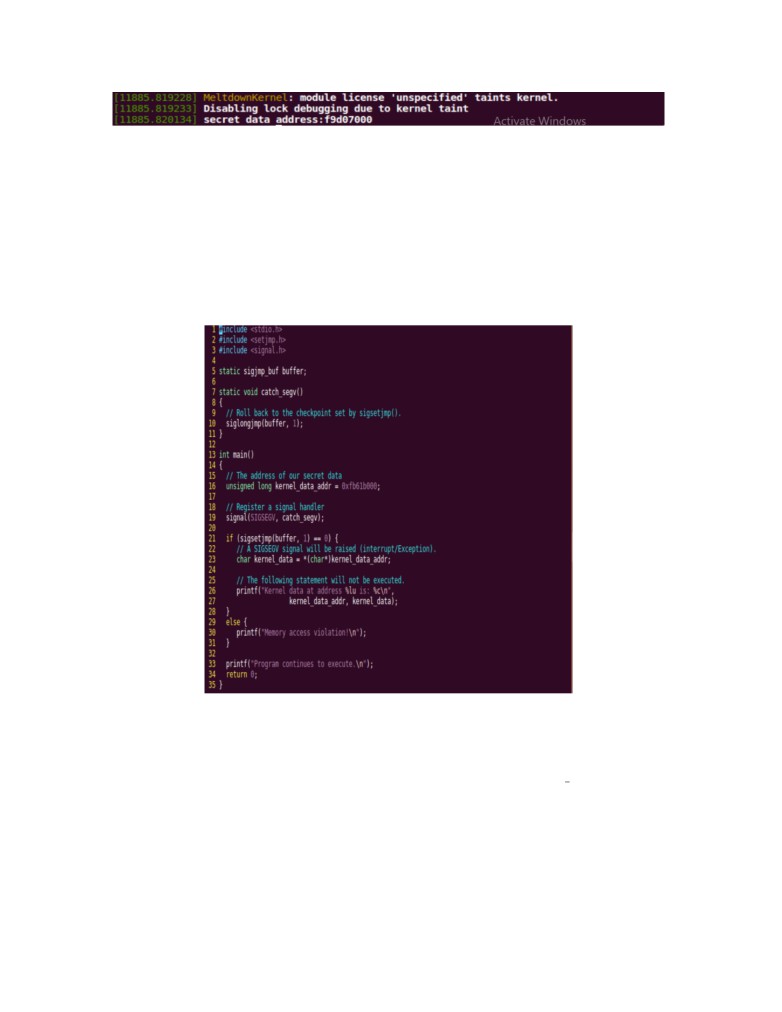 [11885.819228] MeltdownKernel: module license 'unspecified' taints kernel.
[11885.819233] Disabling lock debugging due to kernel taint
[11885.820134] secret data address:f9d07000
Activate Windows
1 #include <stdio.h>
2 #include <setjmp.h>
3 #include <signal.h>
4
5 static sigjmp_buf buffer;
6
7 static void catch_segv()
8 {
9 // Roll back to the checkpoint set by sigsetjmp().
10 siglongjmp(buffer, 1);
11 }
12
13 int main()
14 {
15 // The address of our secret data
16 unsigned long kernel_data_addr = 0xfb61b000;
17
18 // Register a signal handler
19 signal(SIGSEGV, catch_segv);
20
21 if (sigsetjmp(buffer, 1) == 0) {
22 // A SIGSEGV signal will be raised (interrupt/Exception).
23 char kernel_data = *(char*)kernel_data_addr;
24
25 // The following statement will not be executed.
26 printf("Kernel data at address %lu is: %c\n",
27 kernel_data_addr, kernel_data);
28 }
29 else {
30 printf("Memory access violation!\n");
31 }
32
33 printf("Program continues to execute.\n");
34 return 0;
35 }